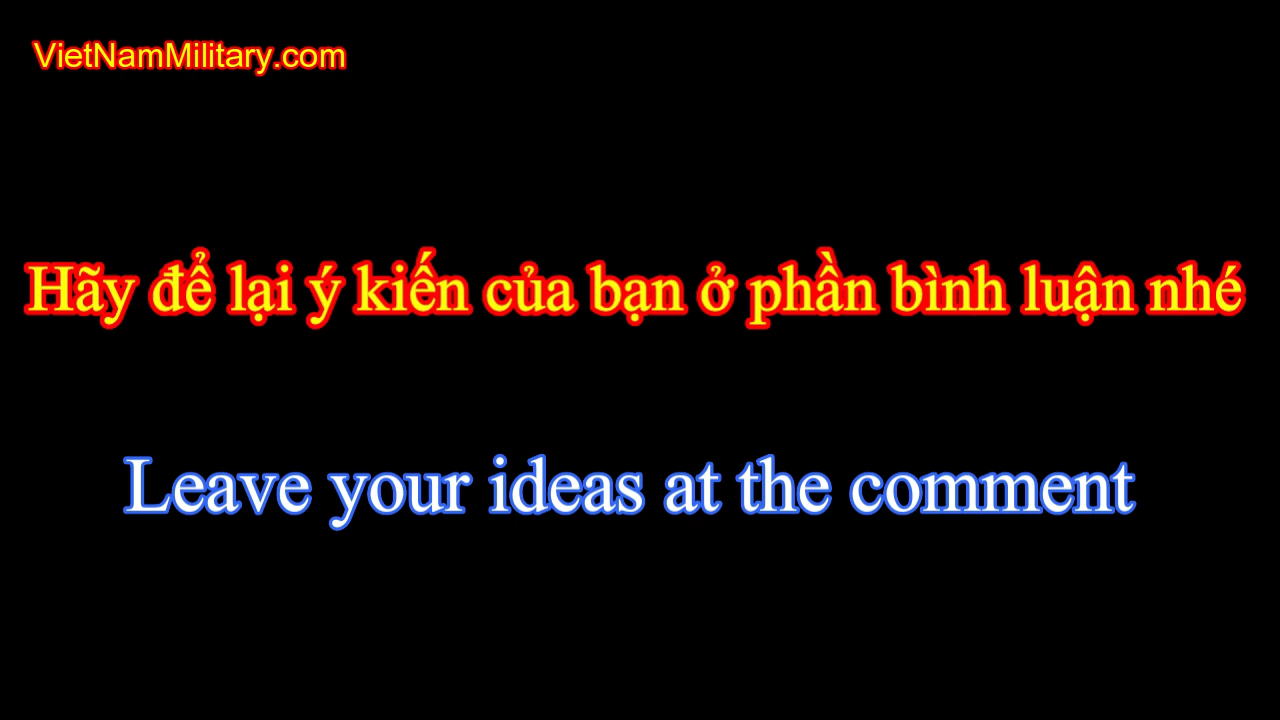 VietNamMilitary.com
Hãy để lại ý kiến của bạn ở phần bình luận nhé
Leave your ideas at the comment